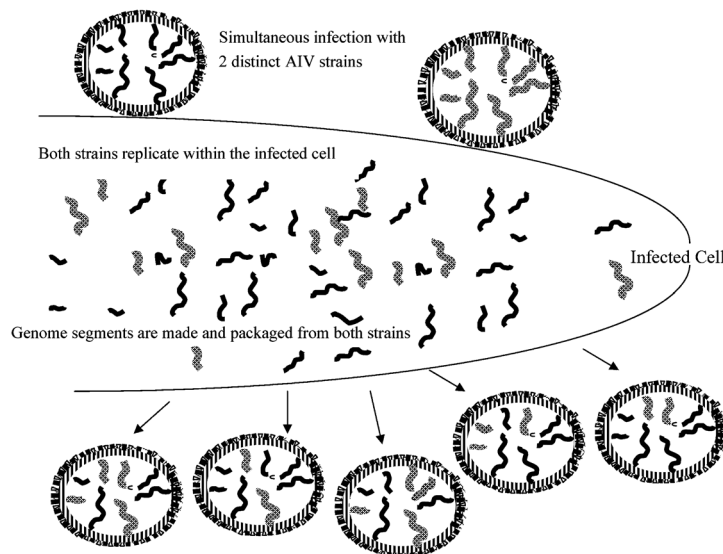 Simultaneous infection with
2 distinct AIV strains
Both strains replicate within the infected cell
Infected Cell
Genome segments are made and packaged from both strains